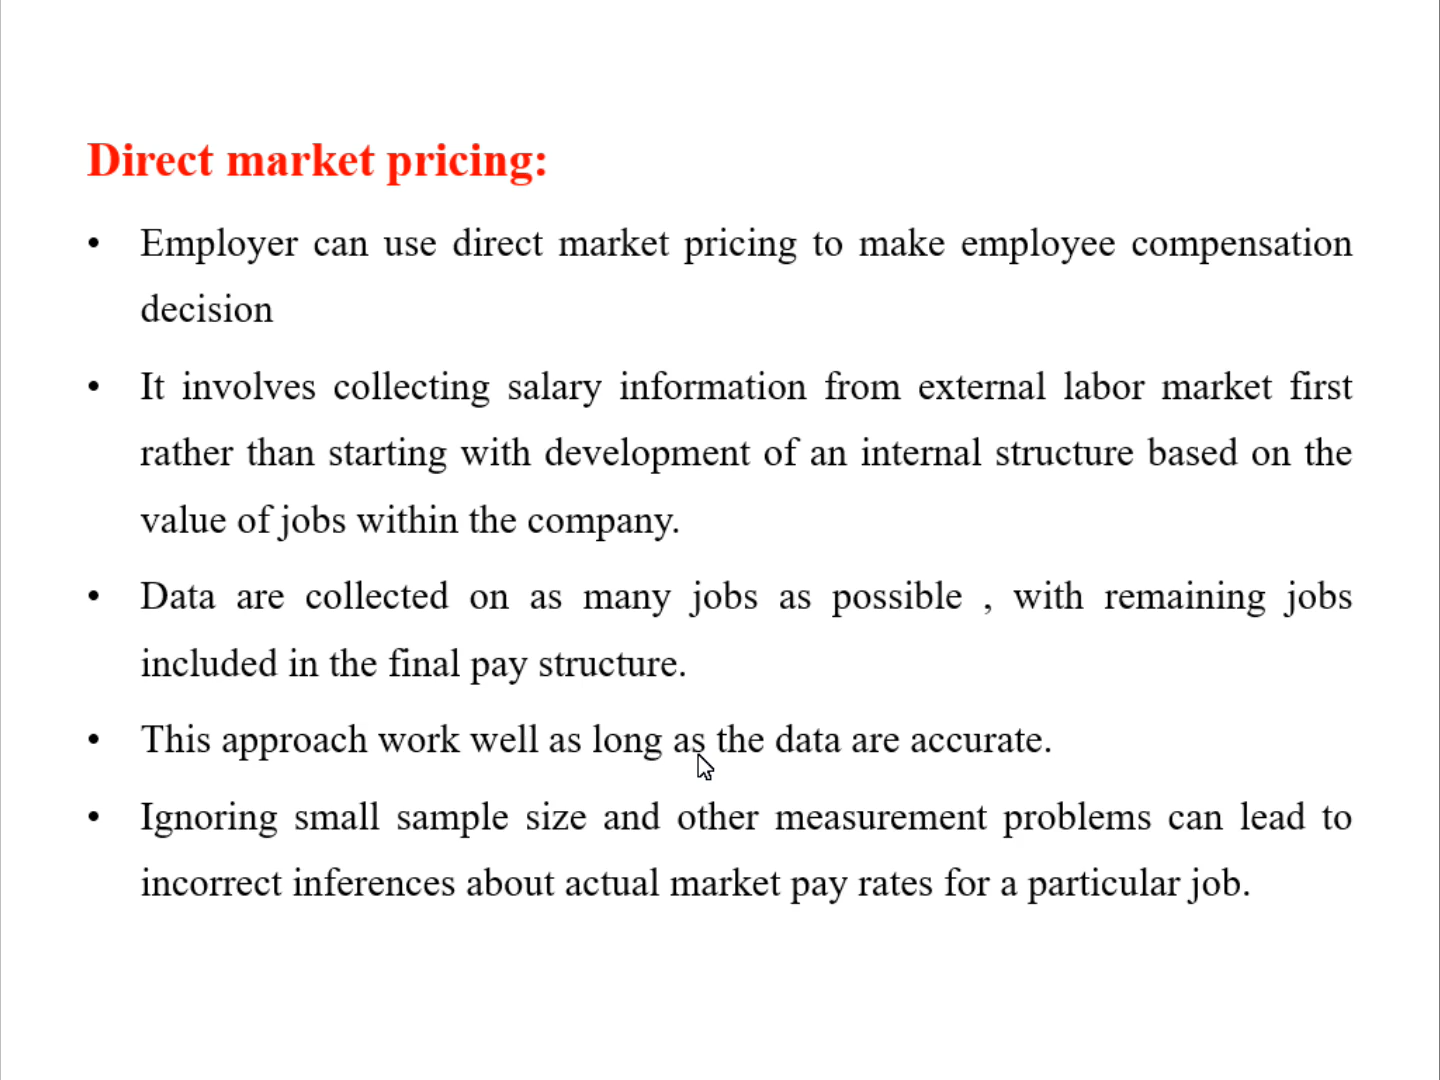 Direct market pricing:
• Employer can use direct market pricing to make employee compensation
decision
• It involves collecting salary information from external labor market first
rather than starting with development of an internal structure based on the
value of jobs within the company.
• Data are collected on as many jobs as possible , with remaining jobs
included in the final pay structure.
• This approach work well as long as the data are accurate.
• Ignoring small sample size and other measurement problems can lead to
incorrect inferences about actual market pay rates for a particular job.